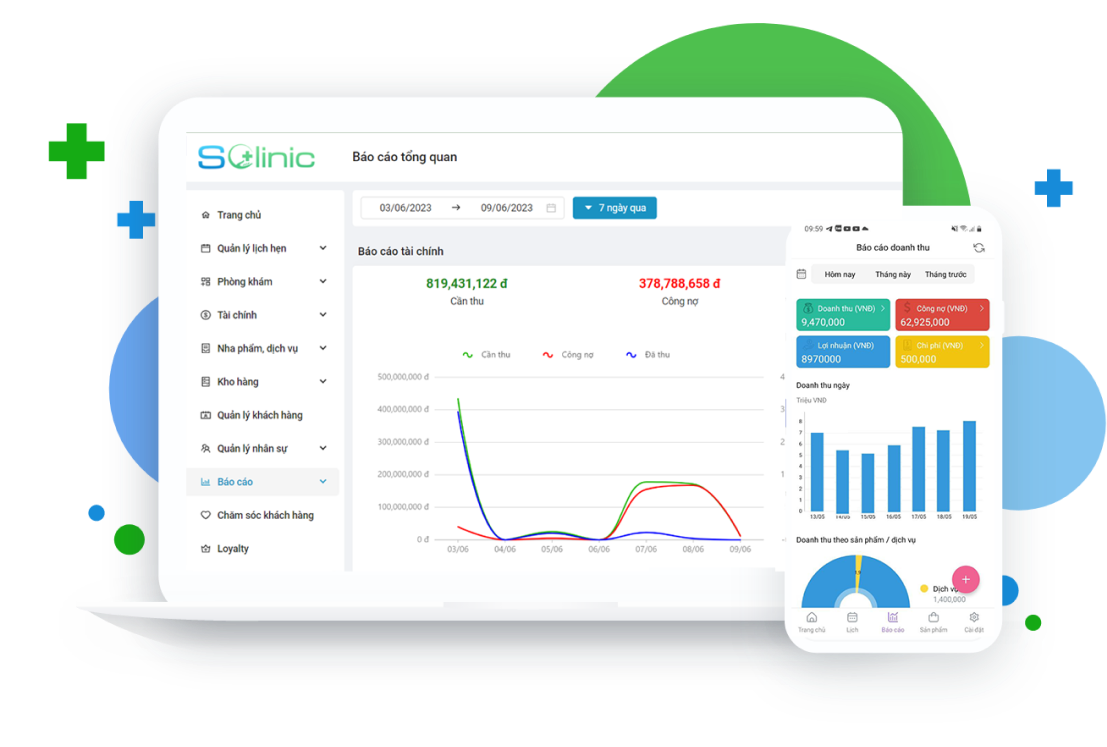 SClinic
Báo cáo tổng quan
Trang chủ
Quản lý lịch hẹn
Phòng khám
Tài chính
Nha phẩm, dịch vụ
Kho hàng
Quản lý khách hàng
Quản lý nhân sự
Báo cáo
Chăm sóc khách hàng
Loyalty
03/06/2023 → 09/06/2023
7 ngày qua
Báo cáo tài chính
819,431,122 đ
Cần thu
378,788,658 đ
Công nợ
Cần thu Công nợ Đã thu
500,000,000 đ
400,000,000 đ
300,000,000 đ
200,000,000 đ
100,000,000 đ
0 đ
03/06 04/06 05/06 06/06 07/06 08/06 09/06
4
3
2
1
09:59
Báo cáo doanh thu
Hôm nay Tháng này Tháng trước
Doanh thu (VNĐ)
9,470,000
Công nợ (VNĐ)
62,925,000
Lợi nhuận (VNĐ)
8970000
Chi phí (VNĐ)
500,000
Doanh thu ngày
Triệu VNĐ
8
7
6
5
4
3
2
1
0
13/05 14/05 15/05 16/05 17/05 18/05 19/05
Doanh thu theo sản phẩm / dịch vụ
Dịch vụ
1,400,000
Trang chủ Lịch Báo cáo Sản phẩm Cài đặt